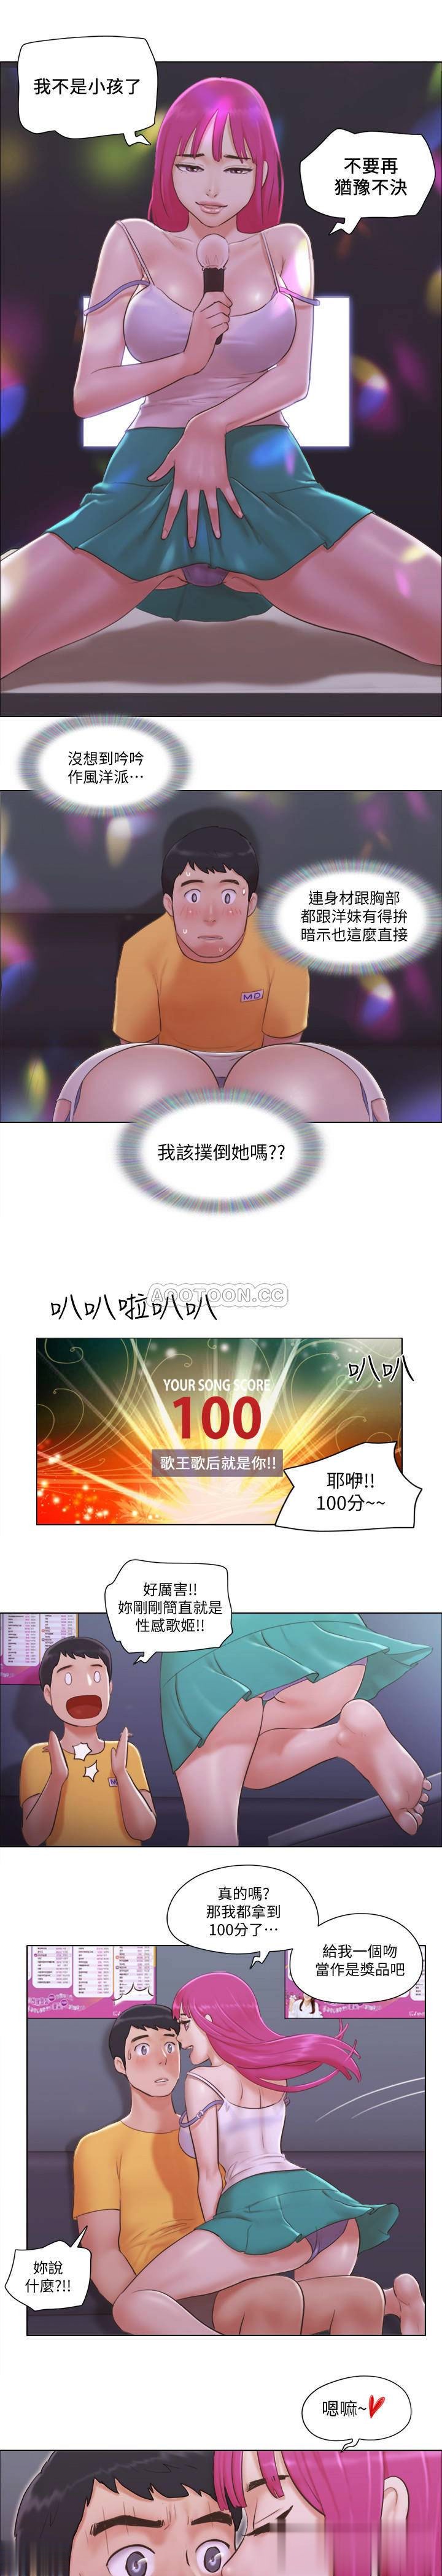 我不是小孩了
不要再
猶豫不決
沒想到吟吟
作風洋派…
連身材跟胸部
都跟洋妹有得拚
暗示也這麼直接
MD
我該撲倒她嗎??
AOOTOON.CC
叭叭啦叭叭
叭叭
YOUR SONG SCORE
100
歌王歌后就是你!!
耶咿!!
100分~~
好厲害!!
妳剛剛簡直就是
性感歌姬!!
MD
真的嗎?
那我都拿到
100分了…
給我一個吻
當作是獎品吧
妳說
什麼?!!
嗯嘛~